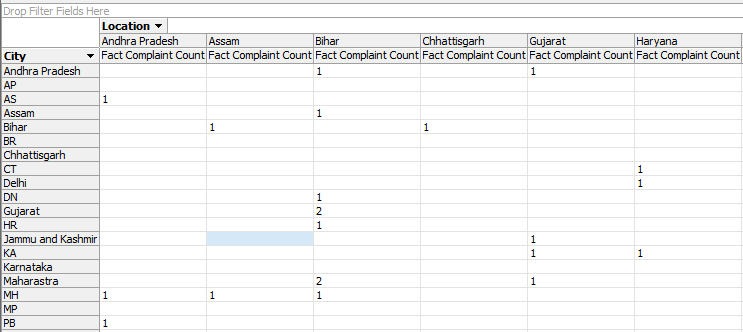 Drop Filter Fields Here
Location
Andhra Pradesh Assam Bihar Chhattisgarh Gujarat Haryana
City Fact Complaint Count Fact Complaint Count Fact Complaint Count Fact Complaint Count Fact Complaint Count Fact Complaint Count
Andhra Pradesh 1 1
AP
AS 1
Assam 1
Bihar 1 1
BR
Chhattisgarh
CT 1
Delhi 1
DN 1
Gujarat 2
HR 1
Jammu and Kashmir 1
KA 1 1
Karnataka
Maharastra 2 1
MH 1 1 1
MP
PB 1